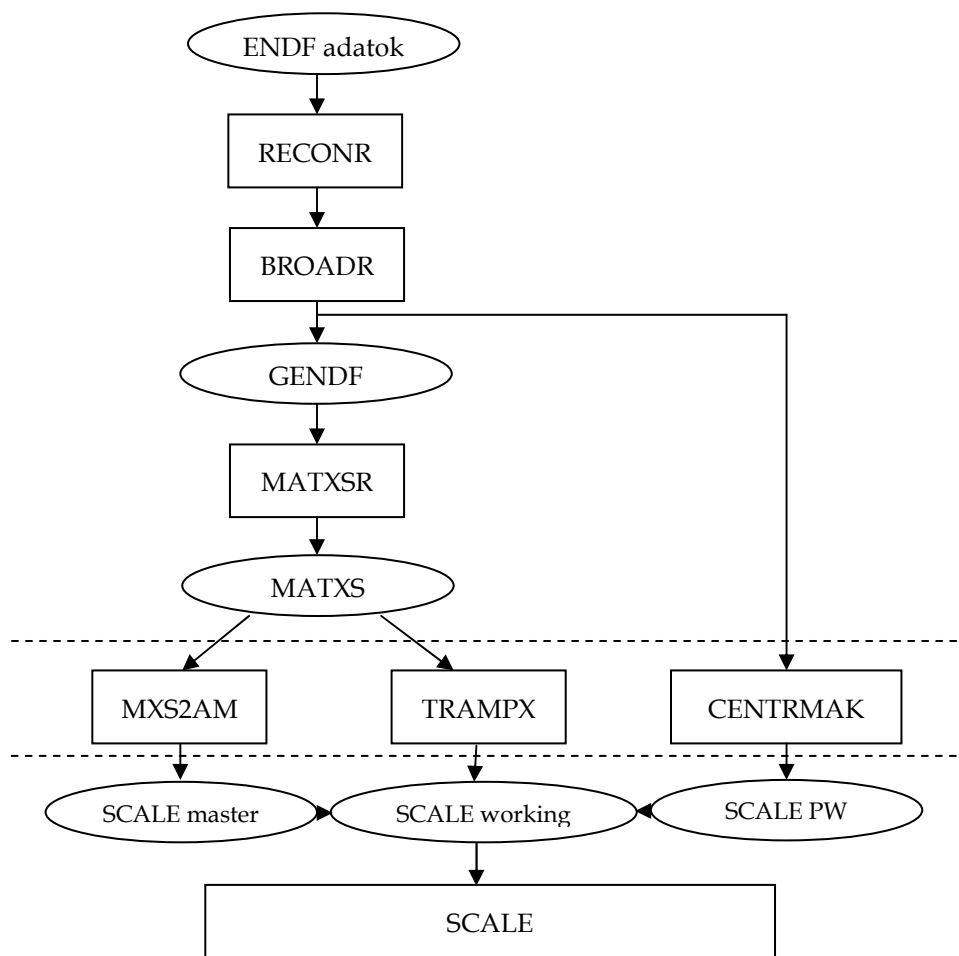 ENDF adatok
RECONR
BROADR
GENDF
MATXSR
MATXS
MXS2AM
TRAMPX
CENTRMAK
SCALE master
SCALE working
SCALE PW
SCALE